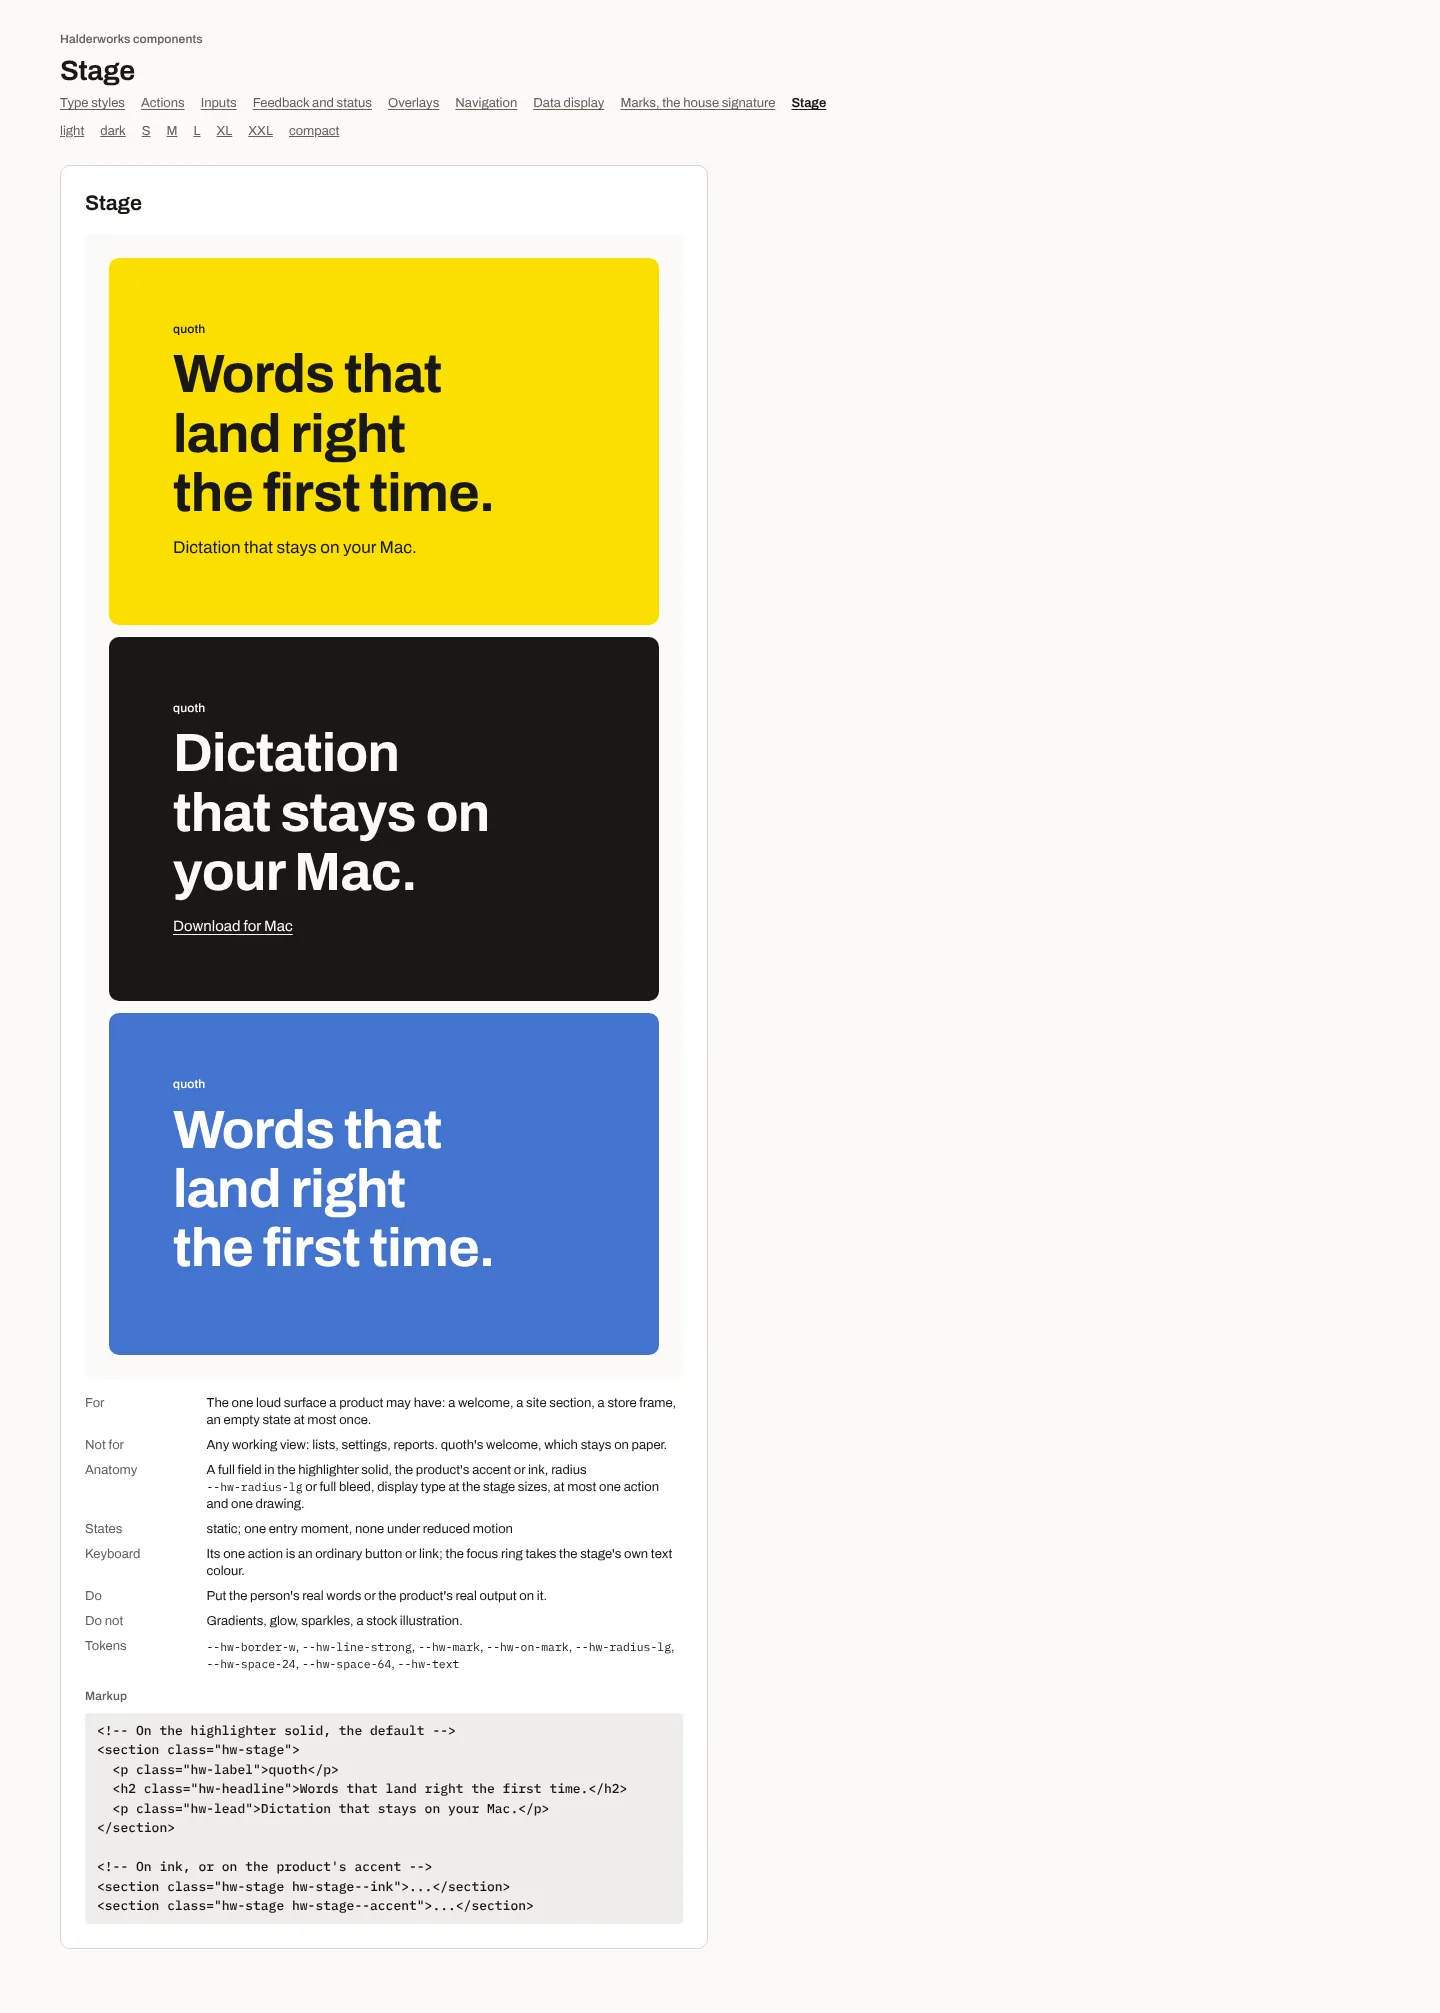 Halderworks components
Stage
Type styles Actions Inputs Feedback and status Overlays Navigation Data display Marks, the house signature Stage
light dark S M L XL XXL compact
Stage
quoth
Words that
land right
the first time.
Dictation that stays on your Mac.
quoth
Dictation
that stays on
your Mac.
Download for Mac
quoth
Words that
land right
the first time.
For The one loud surface a product may have: a welcome, a site section, a store frame,
an empty state at most once.
Not for Any working view: lists, settings, reports. quoth's welcome, which stays on paper.
Anatomy A full field in the highlighter solid, the product's accent or ink, radius
--hw-radius-lg or full bleed, display type at the stage sizes, at most one action
and one drawing.
States static; one entry moment, none under reduced motion
Keyboard Its one action is an ordinary button or link; the focus ring takes the stage's own text
colour.
Do Put the person's real words or the product's real output on it.
Do not Gradients, glow, sparkles, a stock illustration.
Tokens --hw-border-w, --hw-line-strong, --hw-mark, --hw-on-mark, --hw-radius-lg,
--hw-space-24, --hw-space-64, --hw-text
Markup
<!-- On the highlighter solid, the default -->
<section class="hw-stage">
  <p class="hw-label">quoth</p>
  <h2 class="hw-headline">Words that land right the first time.</h2>
  <p class="hw-lead">Dictation that stays on your Mac.</p>
</section>

<!-- On ink, or on the product's accent -->
<section class="hw-stage hw-stage--ink">...</section>
<section class="hw-stage hw-stage--accent">...</section>